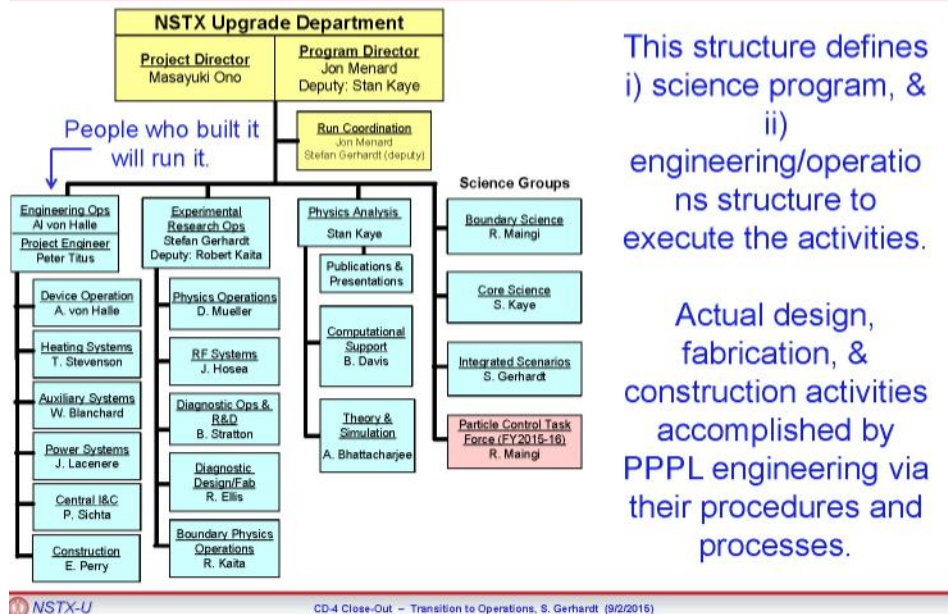 NSTX Upgrade Department
Project Director
Masayuki Ono
Program Director
Jon Menard
Deputy: Stan Kaye
Run Coordination
Jon Menard
Stefan Gerhardt (deputy)
People who built it
will run it.
Engineering Ops
Al von Halle
Project Engineer
Peter Titus
Device Operation
A. von Halle
Heating Systems
T. Stevenson
Auxiliary Systems
W. Blanchard
Power Systems
J. Lacenere
Central I&C
P. Sichta
Construction
E. Perry
Experimental
Research Ops
Stefan Gerhardt
Deputy: Robert Kaita
Physics Operations
D. Mueller
RF Systems
J. Hosea
Diagnostic Ops &
R&D
B. Stratton
Diagnostic
Design/Fab
R. Ellis
Boundary Physics
Operations
R. Kaita
Physics Analysis
Stan Kaye
Publications &
Presentations
Computational
Support
B. Davis
Theory &
Simulation
A. Bhattacharjee
Science Groups
Boundary Science
R. Maingi
Core Science
S. Kaye
Integrated Scenarios
S. Gerhardt
Particle Control Task
Force (FY2015-16)
R. Maingi
This structure defines
i) science program, &
ii)
engineering/operatio
ns structure to
execute the activities.
Actual design,
fabrication, &
construction activities
accomplished by
PPPL engineering via
their procedures and
processes.
NSTX-U
CD-4 Close-Out – Transition to Operations, S. Gerhardt (9/2/2015)